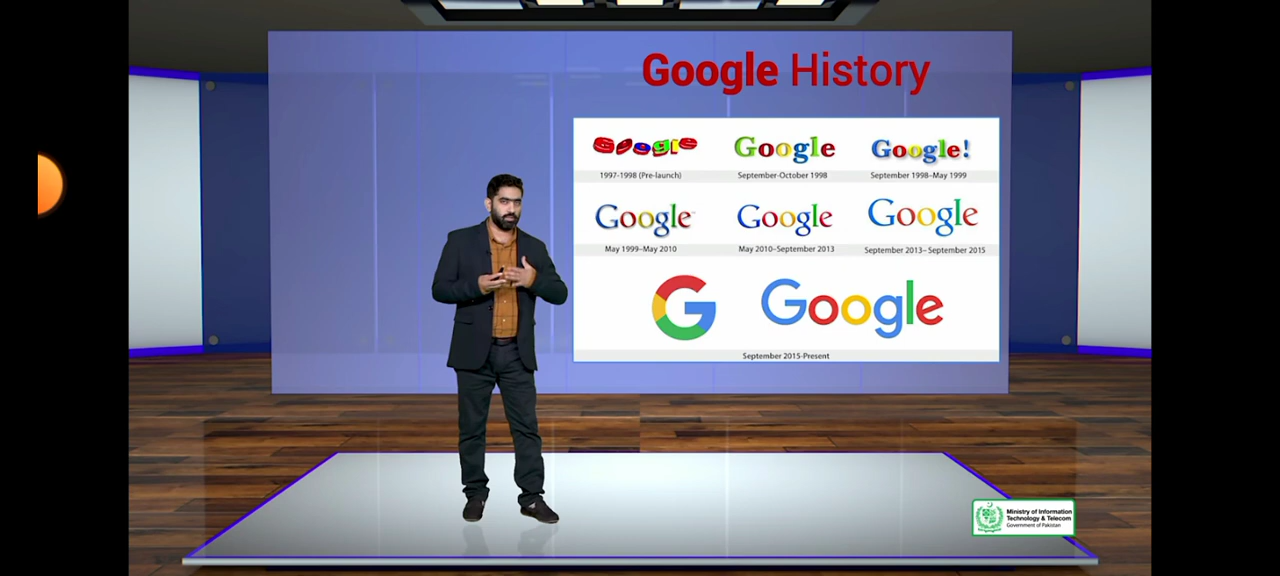 Google History
Google Google Google!
1997-1998 (Pre-launch) September-October 1998 September 1998-May 1999
Google Google Google
May 1999-May 2010 May 2010-September 2013 September 2013- September 2015
G Google
September 2015-Present
Ministry of Information
Technology & Telecom
Government of Pakistan